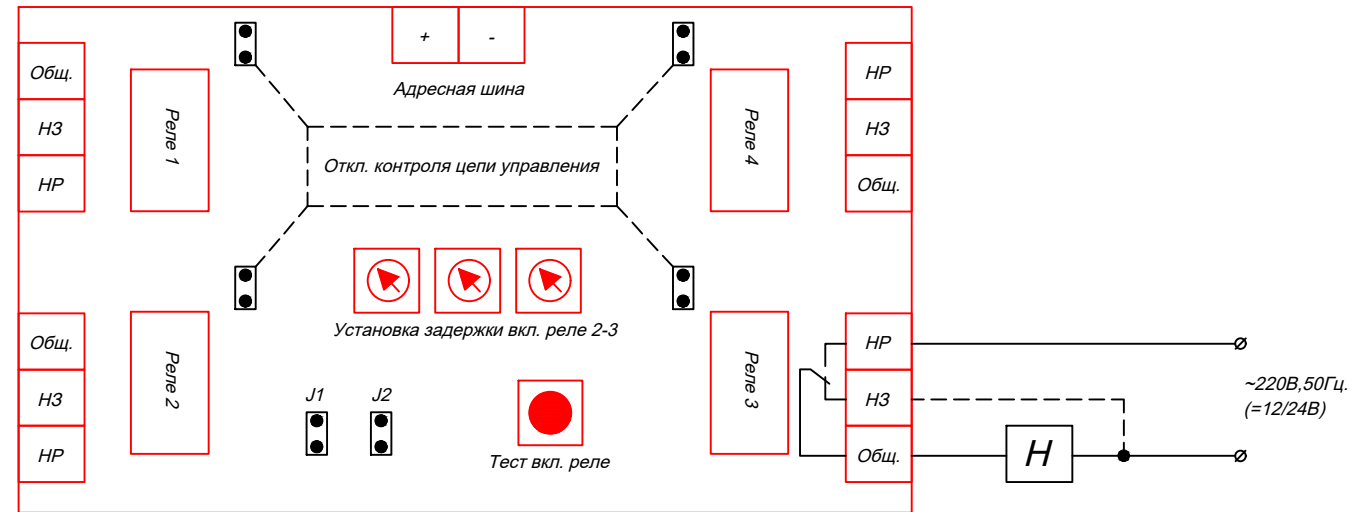 + -
Адресная шина
Общ.
НЗ
НР
Реле 1
Реле 4
НР
НЗ
Общ.
Откл. контроля цепи управления
Установка задержки вкл. реле 2-3
Общ.
НЗ
НР
Реле 2
J1 J2
Тест вкл. реле
Реле 3
НР
НЗ
Общ.
Н
~220В,50Гц.
(=12/24В)